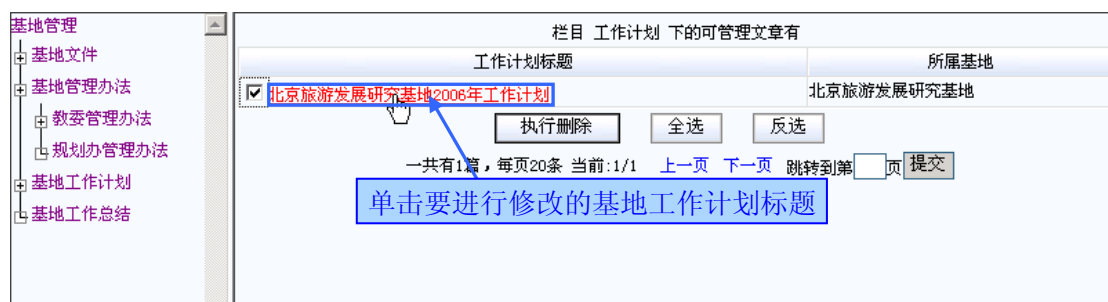 基地管理
基地文件
基地管理办法
教委管理办法
规划办管理办法
基地工作计划
基地工作总结
栏目 工作计划 下的可管理文章有
工作计划标题 所属基地
北京旅游发展研究基地2006年工作计划 北京旅游发展研究基地
执行删除 全选 反选
一共有1篇，每页20条 当前:1/1 上一页 下一页 跳转到第 页 提交
单击要进行修改的基地工作计划标题